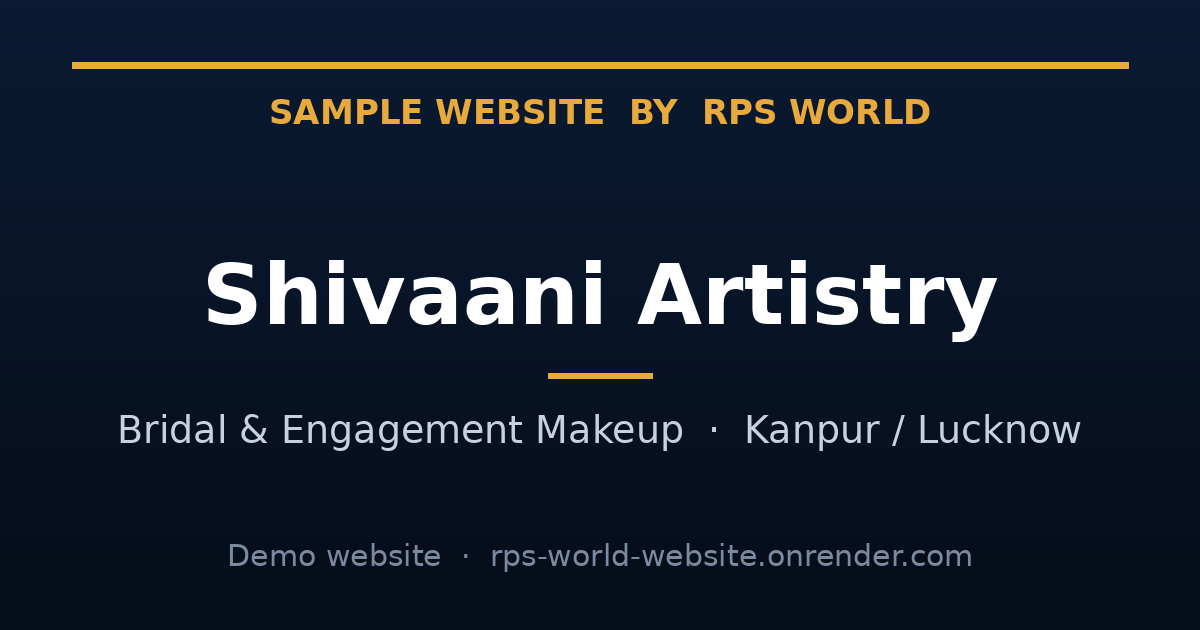 SAMPLE WEBSITE BY RPS WORLD
Shivaani Artistry
Bridal & Engagement Makeup · Kanpur / Lucknow
Demo website · rps-world-website.onrender.com